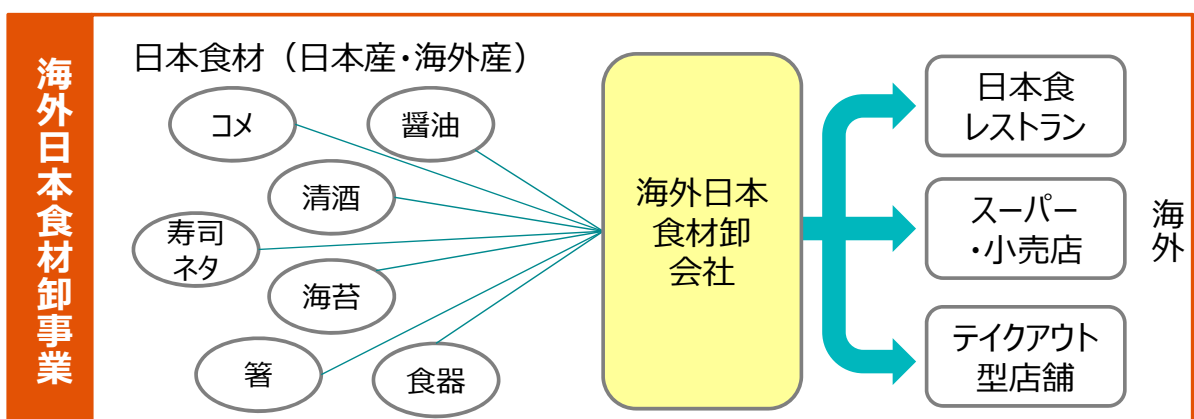 海外日本食材卸事業
日本食材（日本産・海外産）
コメ
醤油
清酒
寿司
ネタ
海苔
箸
食器
海外日本
食材卸
会社
日本食
レストラン
スーパー
・小売店
テイクアウト
型店舗
海外